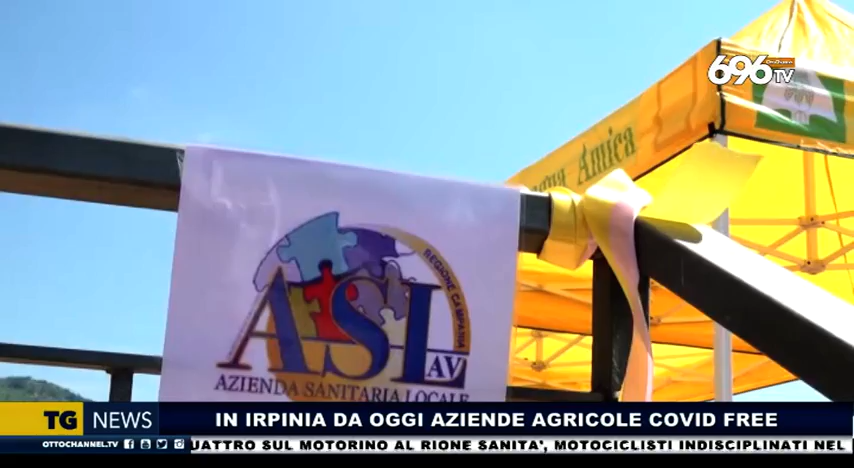 696 TV
Amica
REGIONE CAMPANIA
ASL
AV
AZIENDA SANITARIA LOCALE
TG NEWS
IN IRPINIA DA OGGI AZIENDE AGRICOLE COVID FREE
OTTOCHANNEL.TV
UATTRO SUL MOTORINO AL RIONE SANITA', MOTOCICLISTI INDISCIPLINATI NEL